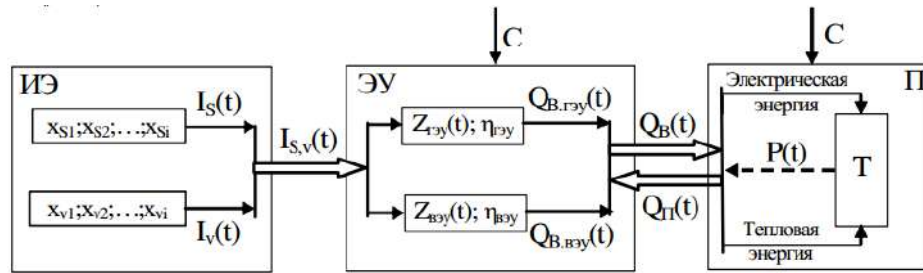 C
C
ИЭ
ЭУ
П
I_S(t)
x_S1;x_S2;…;x_Si
I_S,v(t)
x_v1;x_v2;…;x_vi
I_v(t)
Q_В.гэу(t)
Z_гэу(t); η_гэу
Z_вэу(t); η_вэу
Q_В.вэу(t)
Q_В(t)
Q_П(t)
Электрическая
энергия
P(t)
Т
Тепловая
энергия